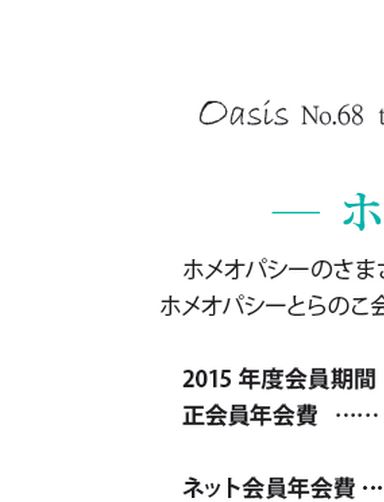 Oasis No.68 t
— ホ
ホメオパシーのさまざ
ホメオパシーとらのこ会
2015 年度会員期間
正会員年会費 ……
ネット会員年会費 …